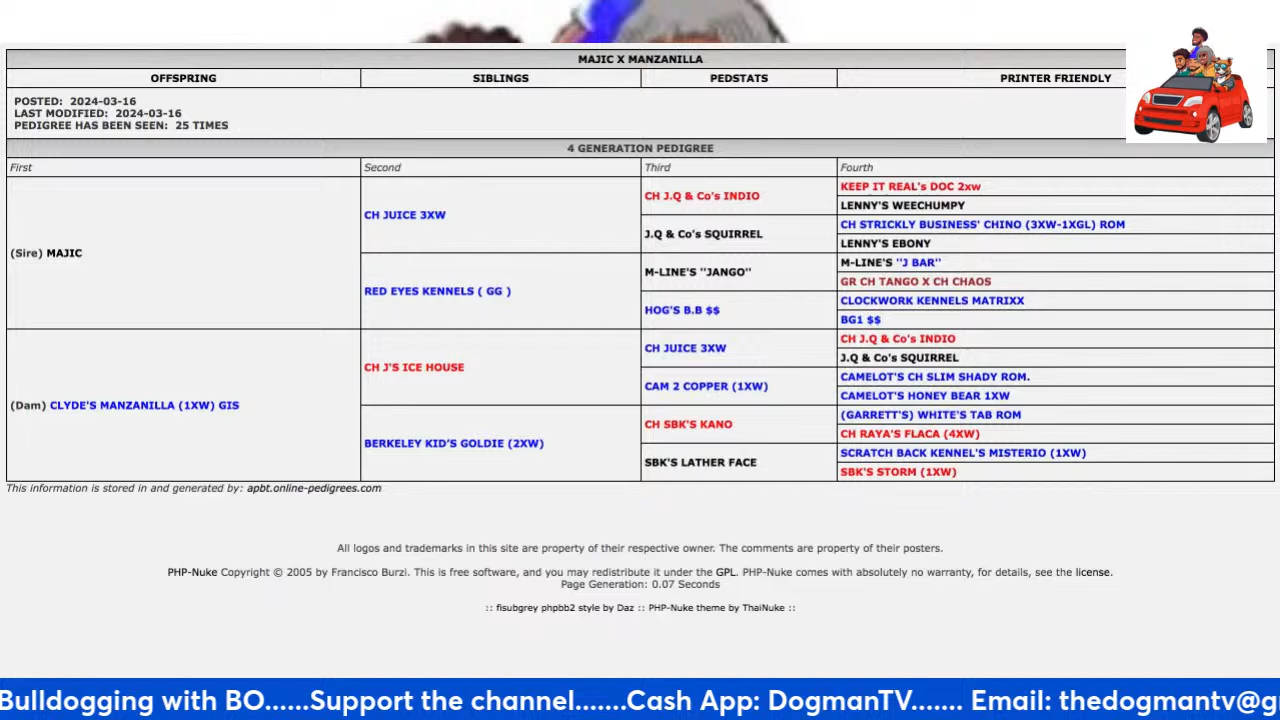 MAJIC X MANZANILLA
OFFSPRING SIBLINGS PEDSTATS PRINTER FRIENDLY
POSTED: 2024-03-16
LAST MODIFIED: 2024-03-16
PEDIGREE HAS BEEN SEEN: 25 TIMES
4 GENERATION PEDIGREE
First Second Third Fourth
(Sire) MAJIC
CH JUICE 3XW
CH J.Q & Co's INDIO
KEEP IT REAL's DOC 2xw
LENNY'S WEECHUMPY
J.Q & Co's SQUIRREL
CH STRICKLY BUSINESS' CHINO (3XW-1XGL) ROM
LENNY'S EBONY
RED EYES KENNELS ( GG )
M-LINE'S "JANGO"
M-LINE'S "J BAR"
GR CH TANGO X CH CHAOS
HOG'S B.B $$
CLOCKWORK KENNELS MATRIXX
BG1 $$
(Dam) CLYDE'S MANZANILLA (1XW) GIS
CH J'S ICE HOUSE
CH JUICE 3XW
CH J.Q & Co's INDIO
J.Q & Co's SQUIRREL
CAM 2 COPPER (1XW)
CAMELOT'S CH SLIM SHADY ROM.
CAMELOT'S HONEY BEAR 1XW
BERKELEY KID'S GOLDIE (2XW)
CH SBK'S KANO
(GARRETT'S) WHITE'S TAB ROM
CH RAYA'S FLACA (4XW)
SBK'S LATHER FACE
SCRATCH BACK KENNEL'S MISTERIO (1XW)
SBK'S STORM (1XW)
This information is stored in and generated by: apbt.online-pedigrees.com
All logos and trademarks in this site are property of their respective owner. The comments are property of their posters.
PHP-Nuke Copyright © 2005 by Francisco Burzi. This is free software, and you may redistribute it under the GPL. PHP-Nuke comes with absolutely no warranty, for details, see the license.
Page Generation: 0.07 Seconds
:: fisubgrey phpbb2 style by Daz :: PHP-Nuke theme by ThaiNuke ::
Bulldogging with BO......Support the channel.......Cash App: DogmanTV....... Email: thedogmantv@g